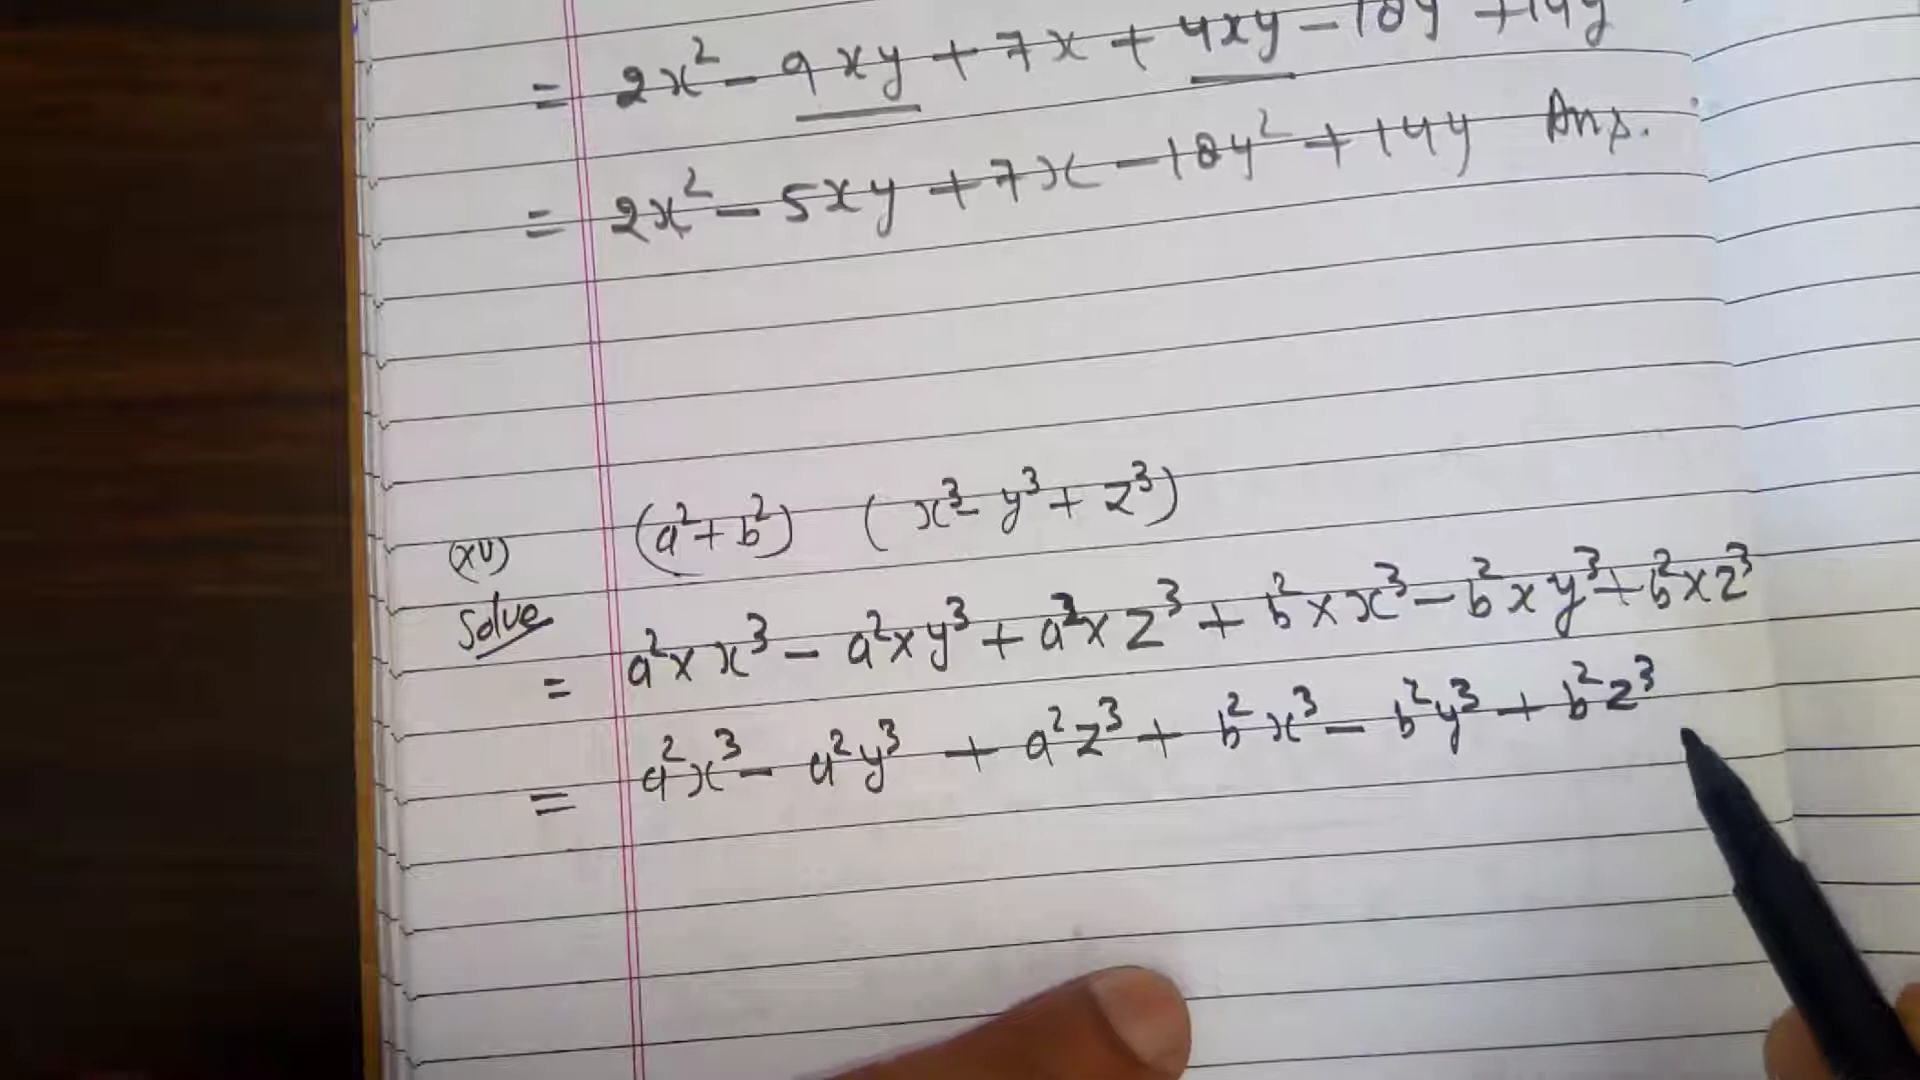 = 2x² - 9xy + 7x + 4xy - 18y + 14y
= 2x² - 5xy + 7x - 18y² + 14y Ans.
(xv) (a² + b²) (x³ - y³ + z³)
Solve
= a² × x³ - a² × y³ + a² × z³ + b² × x³ - b² × y³ + b² × z³
= a²x³ - a²y³ + a²z³ + b²x³ - b²y³ + b²z³